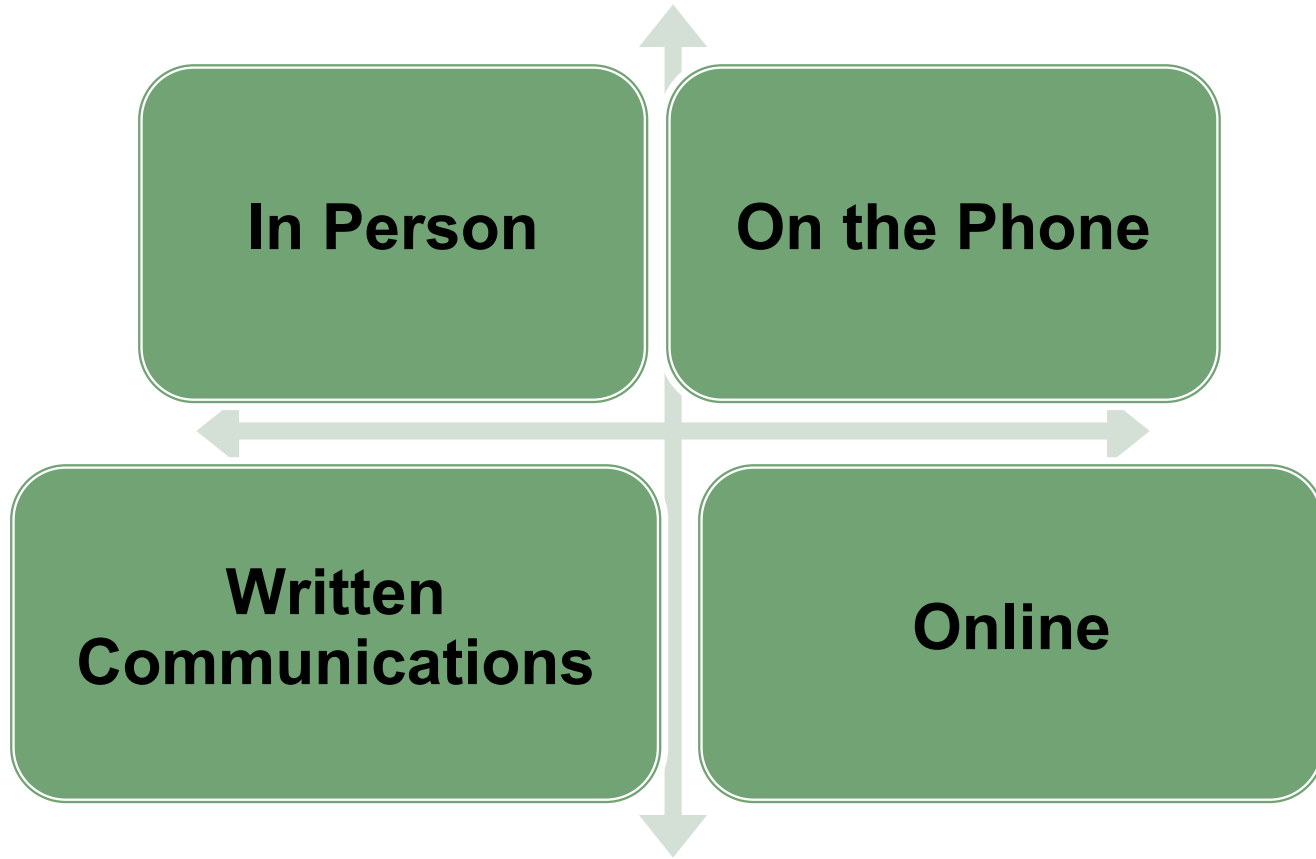 In Person
On the Phone
Written
Communications
Online